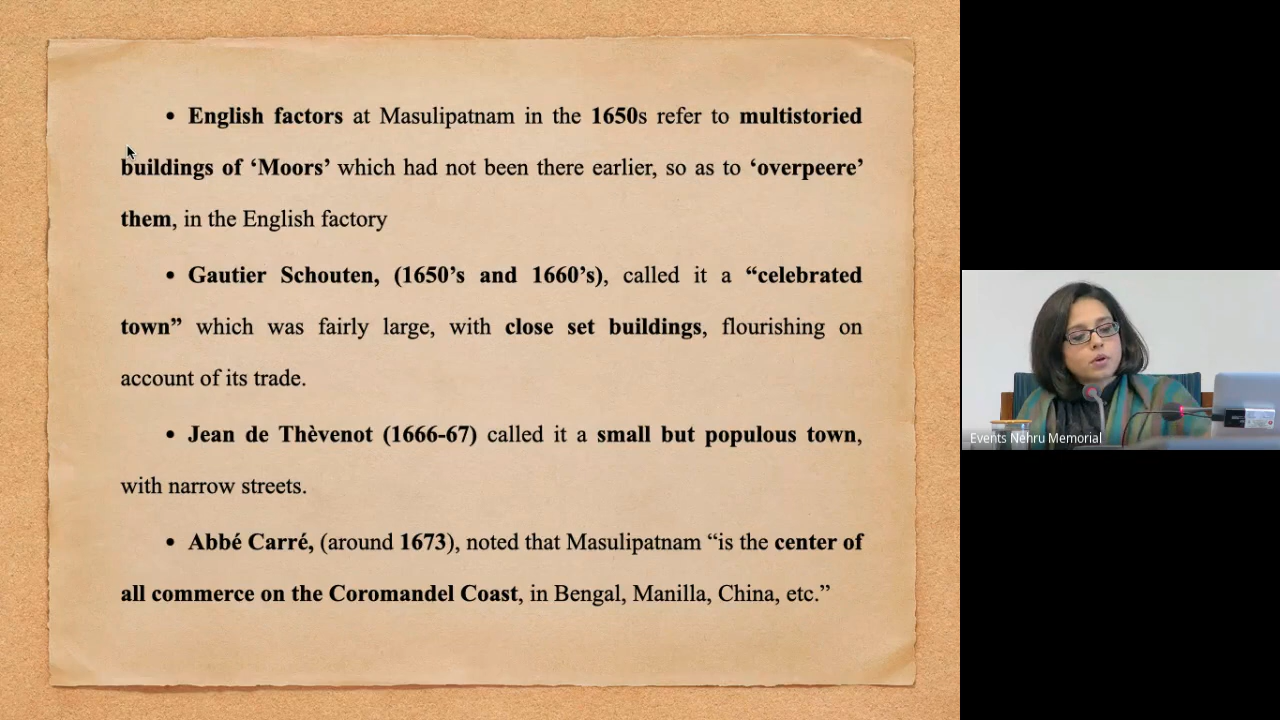 • English factors at Masulipatnam in the 1650s refer to multistoried
buildings of ‘Moors’ which had not been there earlier, so as to ‘overpeere’
them, in the English factory
• Gautier Schouten, (1650’s and 1660’s), called it a “celebrated
town” which was fairly large, with close set buildings, flourishing on
account of its trade.
• Jean de Thèvenot (1666-67) called it a small but populous town,
with narrow streets.
• Abbé Carré, (around 1673), noted that Masulipatnam “is the center of
all commerce on the Coromandel Coast, in Bengal, Manilla, China, etc.”
Events Nehru Memorial